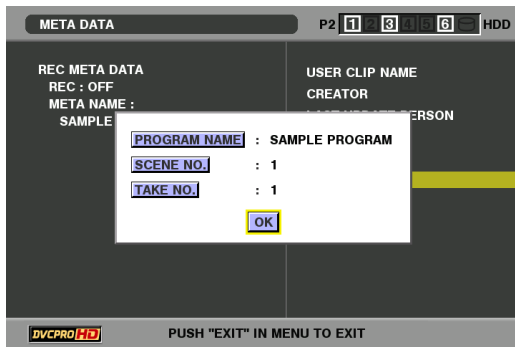 META DATA
P2 1 2 3 4 5 6 HDD
REC META DATA
REC : OFF
META NAME :
SAMPLE
USER CLIP NAME
CREATOR
LAST UPDATE PERSON
PROGRAM NAME : SAMPLE PROGRAM
SCENE NO. : 1
TAKE NO. : 1
OK
DVCPRO HD
PUSH "EXIT" IN MENU TO EXIT